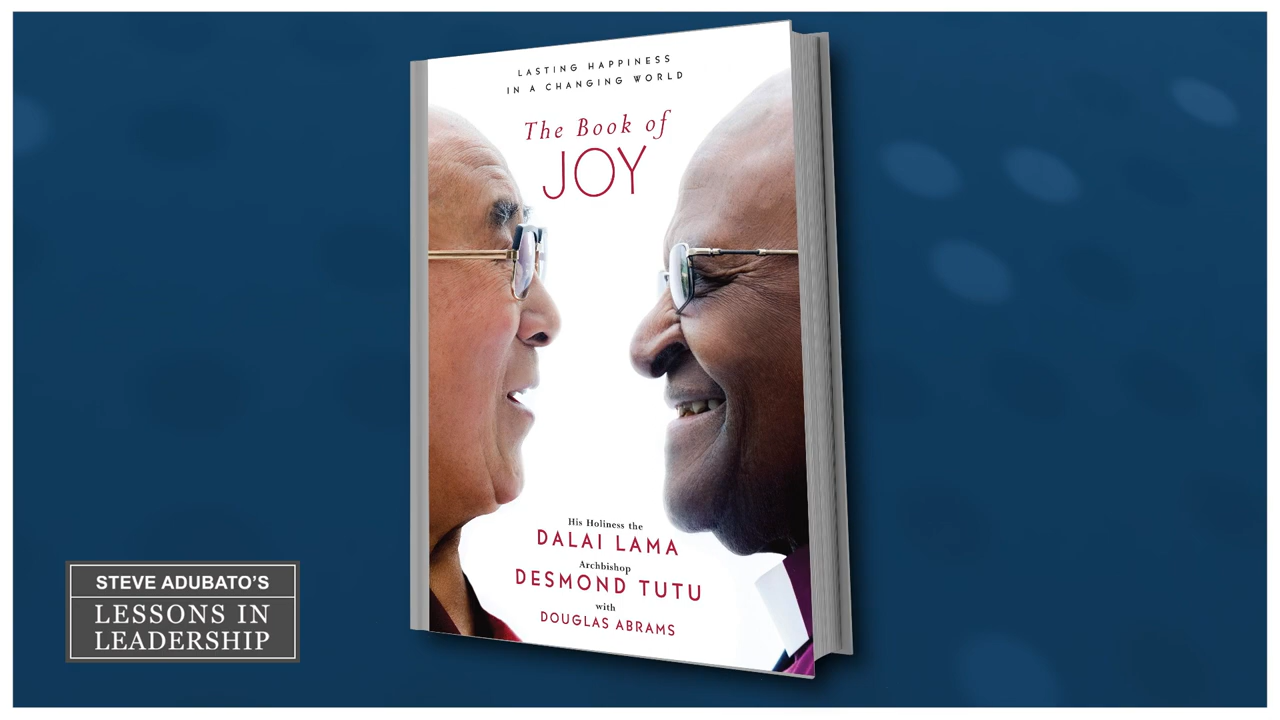 LASTING HAPPINESS
IN A CHANGING WORLD
The Book of
JOY
His Holiness the
DALAI LAMA
Archbishop
DESMOND TUTU
with
DOUGLAS ABRAMS
STEVE ADUBATO'S
LESSONS IN
LEADERSHIP